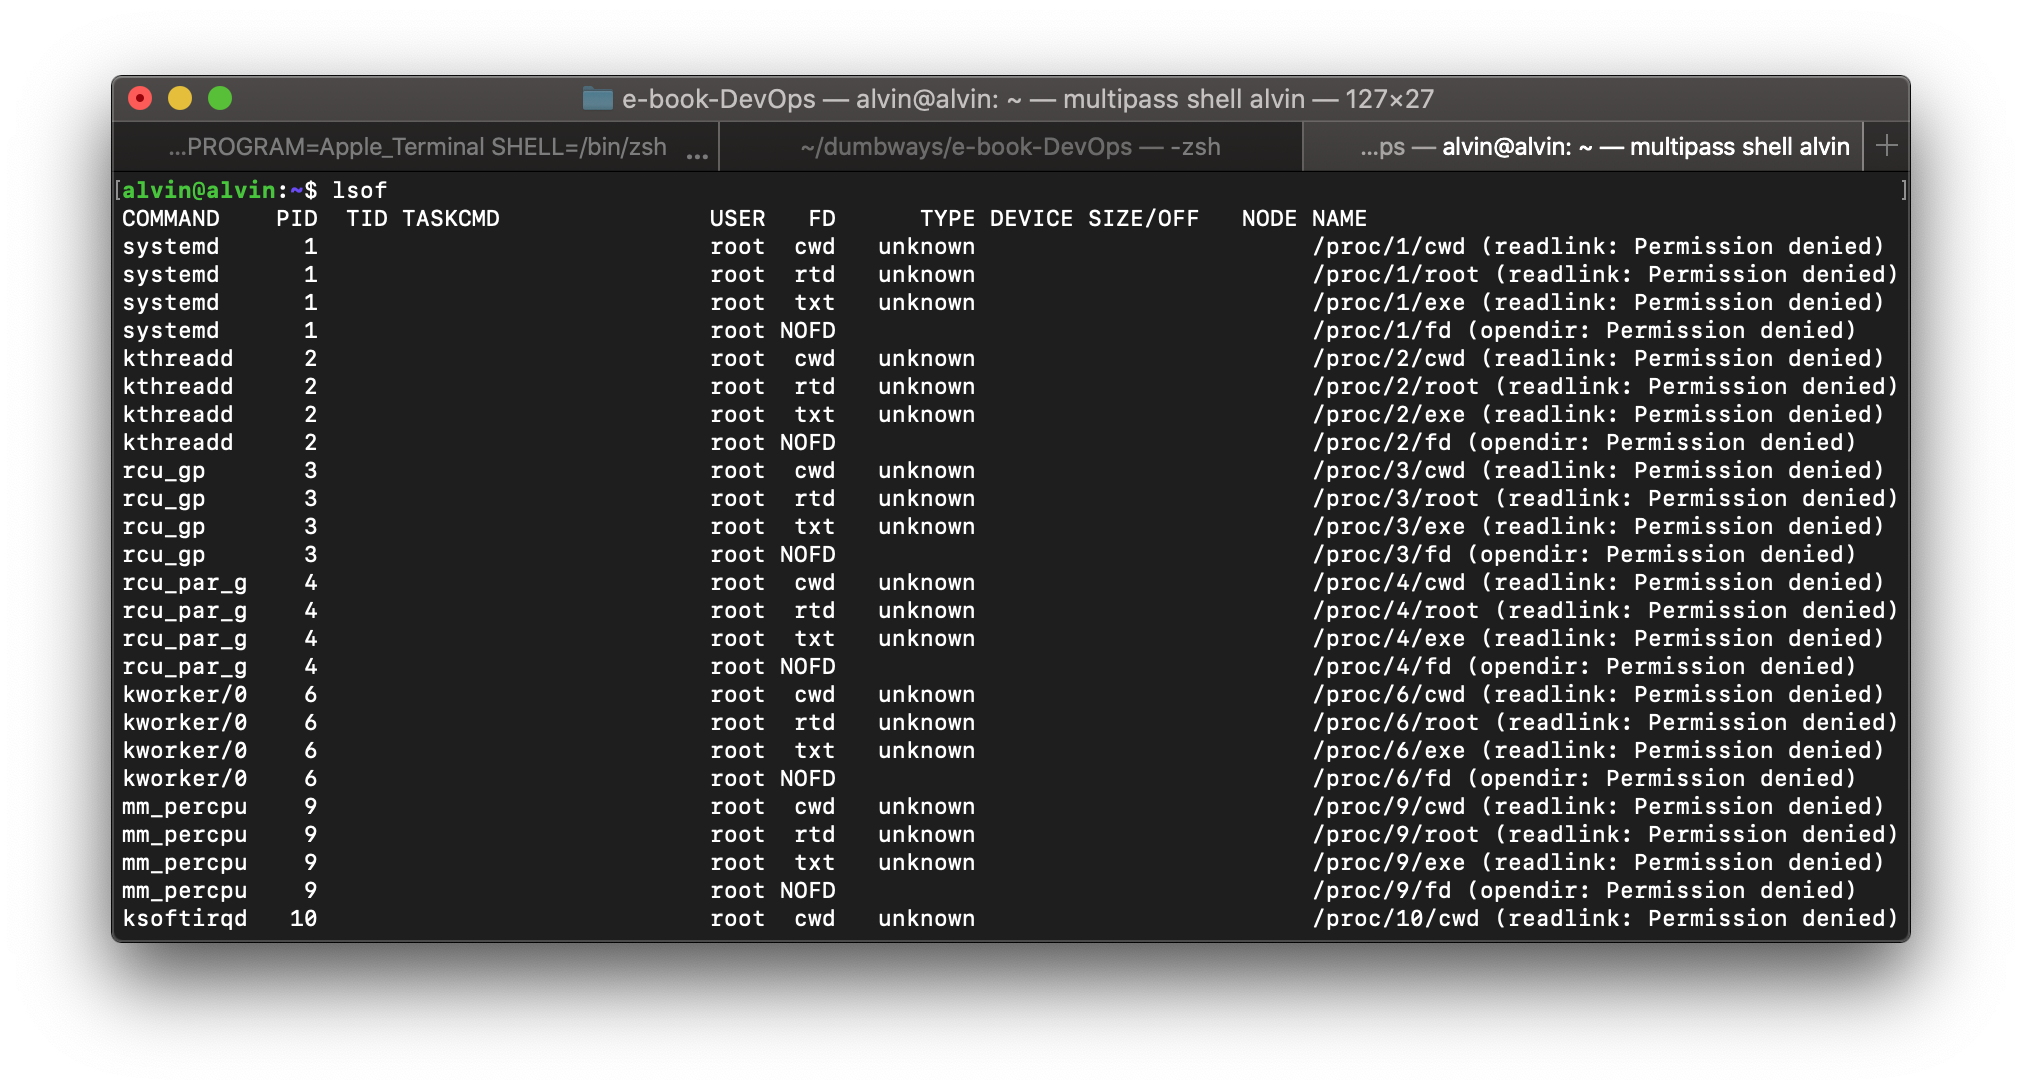 e-book-DevOps — alvin@alvin: ~ — multipass shell alvin — 127×27
...PROGRAM=Apple_Terminal SHELL=/bin/zsh ... ~/dumbways/e-book-DevOps — -zsh ...ps — alvin@alvin: ~ — multipass shell alvin +
[alvin@alvin:~$ lsof ]
COMMAND    PID  TID TASKCMD               USER   FD      TYPE DEVICE SIZE/OFF   NODE NAME
systemd      1                            root  cwd   unknown                        /proc/1/cwd (readlink: Permission denied)
systemd      1                            root  rtd   unknown                        /proc/1/root (readlink: Permission denied)
systemd      1                            root  txt   unknown                        /proc/1/exe (readlink: Permission denied)
systemd      1                            root NOFD                                  /proc/1/fd (opendir: Permission denied)
kthreadd     2                            root  cwd   unknown                        /proc/2/cwd (readlink: Permission denied)
kthreadd     2                            root  rtd   unknown                        /proc/2/root (readlink: Permission denied)
kthreadd     2                            root  txt   unknown                        /proc/2/exe (readlink: Permission denied)
kthreadd     2                            root NOFD                                  /proc/2/fd (opendir: Permission denied)
rcu_gp       3                            root  cwd   unknown                        /proc/3/cwd (readlink: Permission denied)
rcu_gp       3                            root  rtd   unknown                        /proc/3/root (readlink: Permission denied)
rcu_gp       3                            root  txt   unknown                        /proc/3/exe (readlink: Permission denied)
rcu_gp       3                            root NOFD                                  /proc/3/fd (opendir: Permission denied)
rcu_par_g    4                            root  cwd   unknown                        /proc/4/cwd (readlink: Permission denied)
rcu_par_g    4                            root  rtd   unknown                        /proc/4/root (readlink: Permission denied)
rcu_par_g    4                            root  txt   unknown                        /proc/4/exe (readlink: Permission denied)
rcu_par_g    4                            root NOFD                                  /proc/4/fd (opendir: Permission denied)
kworker/0    6                            root  cwd   unknown                        /proc/6/cwd (readlink: Permission denied)
kworker/0    6                            root  rtd   unknown                        /proc/6/root (readlink: Permission denied)
kworker/0    6                            root  txt   unknown                        /proc/6/exe (readlink: Permission denied)
kworker/0    6                            root NOFD                                  /proc/6/fd (opendir: Permission denied)
mm_percpu    9                            root  cwd   unknown                        /proc/9/cwd (readlink: Permission denied)
mm_percpu    9                            root  rtd   unknown                        /proc/9/root (readlink: Permission denied)
mm_percpu    9                            root  txt   unknown                        /proc/9/exe (readlink: Permission denied)
mm_percpu    9                            root NOFD                                  /proc/9/fd (opendir: Permission denied)
ksoftirqd   10                            root  cwd   unknown                        /proc/10/cwd (readlink: Permission denied)